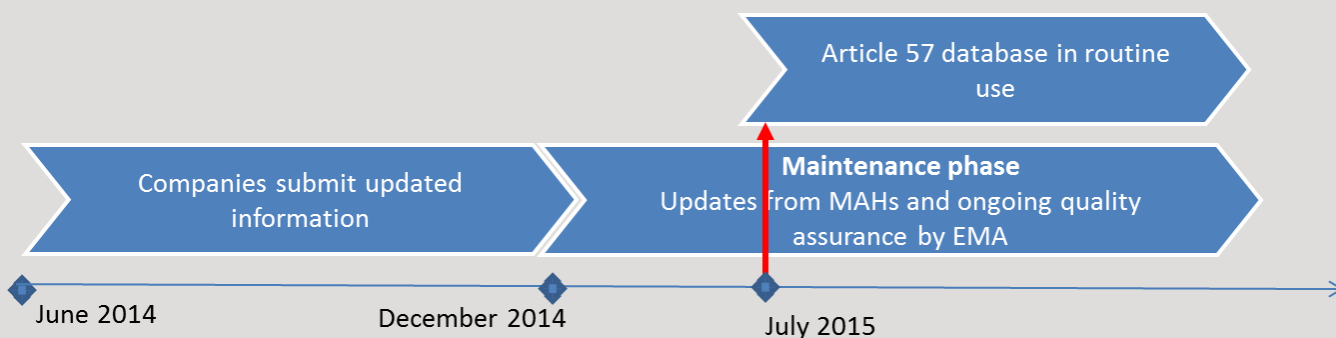 Article 57 database in routine
use
Companies submit updated
information
Maintenance phase
Updates from MAHs and ongoing quality
assurance by EMA
June 2014
December 2014
July 2015